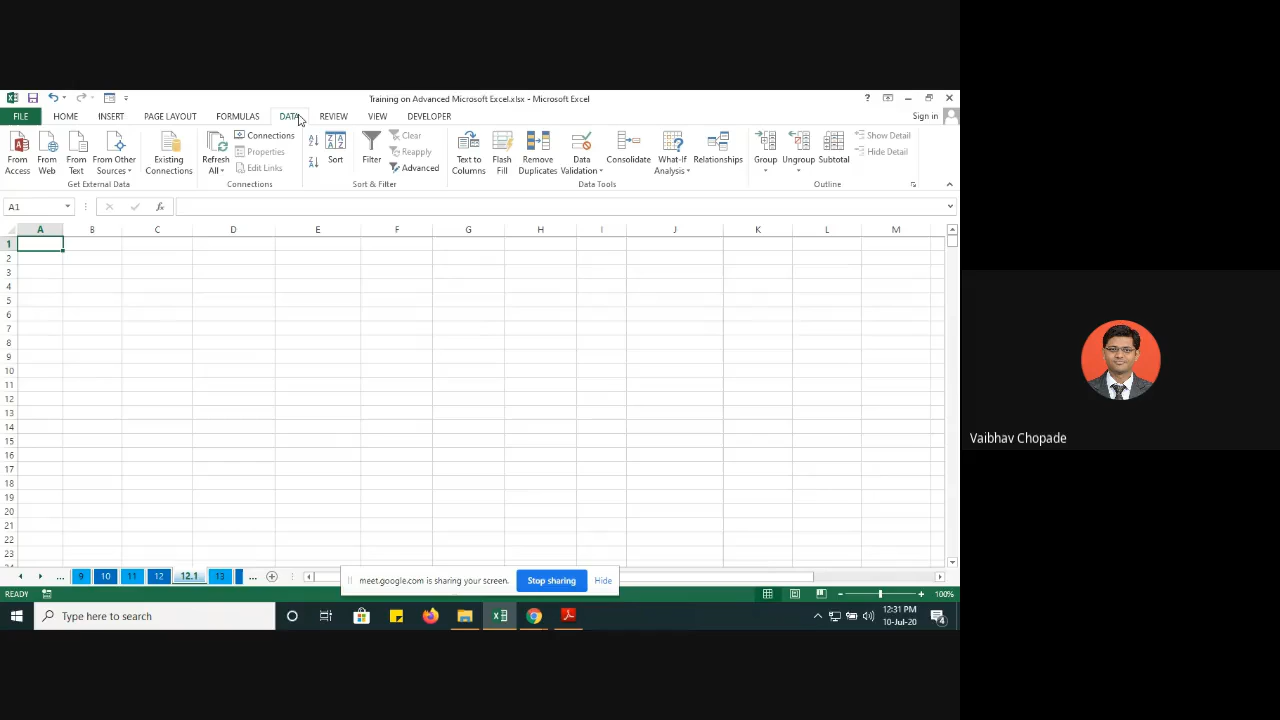 Training on Advanced Microsoft Excel.xlsx - Microsoft Excel
?
FILE HOME INSERT PAGE LAYOUT FORMULAS DATA REVIEW VIEW DEVELOPER Sign in
From Access
From Web
From Text
From Other Sources
Existing Connections
Get External Data
Refresh All
Connections
Properties
Edit Links
Connections
Sort
Filter
Clear
Reapply
Advanced
Sort & Filter
Text to Columns
Flash Fill
Remove Duplicates
Data Validation
Consolidate
What-If Analysis
Relationships
Data Tools
Group
Ungroup
Subtotal
Show Detail
Hide Detail
Outline
A1 fx
A B C D E F G H I J K L M
1
2
3
4
5
6
7
8
9
10
11
12
13
14
15
16
17
18
19
20
21
22
23
... 9 10 11 12 12.1 13 ...
meet.google.com is sharing your screen. Stop sharing Hide
READY 100%
Type here to search
12:31 PM
10-Jul-20
4
Vaibhav Chopade